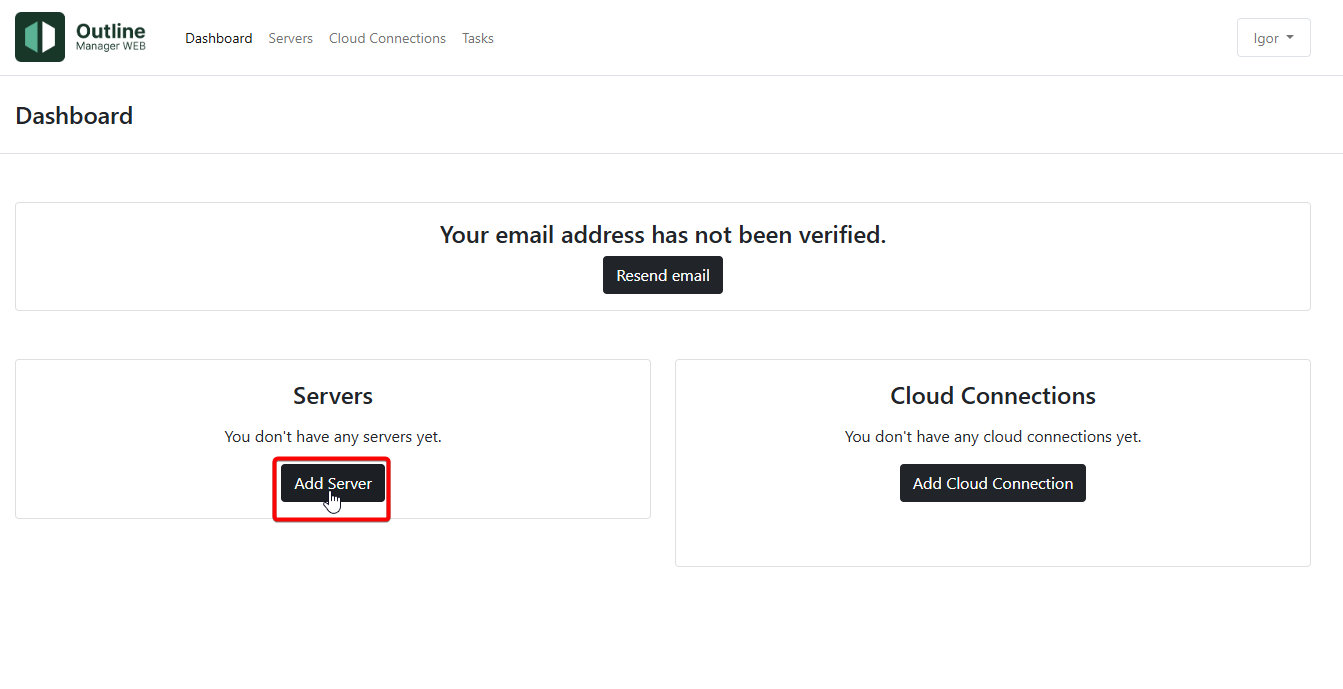 Outline
Manager WEB
Dashboard Servers Cloud Connections Tasks
Igor
Dashboard
Your email address has not been verified.
Resend email
Servers
You don't have any servers yet.
Add Server
Cloud Connections
You don't have any cloud connections yet.
Add Cloud Connection